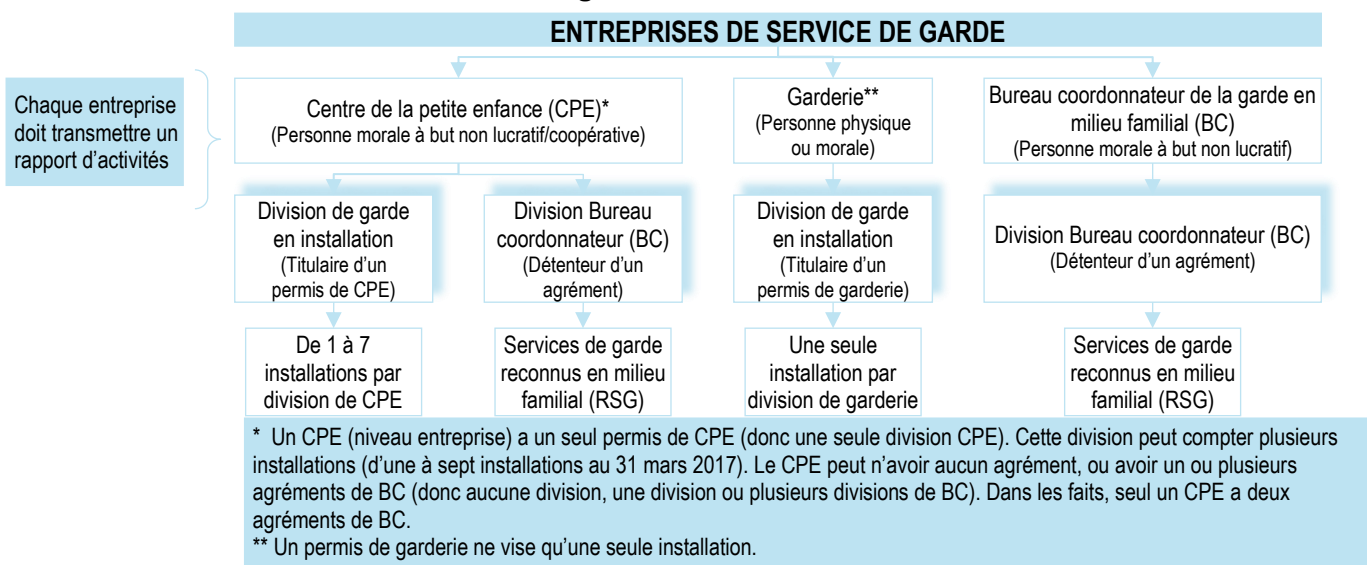 ENTREPRISES DE SERVICE DE GARDE
Chaque entreprise
doit transmettre un
rapport d'activités
Centre de la petite enfance (CPE)*
(Personne morale à but non lucratif/coopérative)
Garderie**
(Personne physique
ou morale)
Bureau coordonnateur de la garde en
milieu familial (BC)
(Personne morale à but non lucratif)
Division de garde
en installation
(Titulaire d'un
permis de CPE)
Division Bureau
coordonnateur (BC)
(Détenteur d'un
agrément)
Division de garde
en installation
(Titulaire d'un
permis de garderie)
Division Bureau coordonnateur (BC)
(Détenteur d'un agrément)
De 1 à 7
installations par
division de CPE
Services de garde
reconnus en milieu
familial (RSG)
Une seule
installation par
division de garderie
Services de garde
reconnus en milieu
familial (RSG)
* Un CPE (niveau entreprise) a un seul permis de CPE (donc une seule division CPE). Cette division peut compter plusieurs
installations (d'une à sept installations au 31 mars 2017). Le CPE peut n'avoir aucun agrément, ou avoir un ou plusieurs
agréments de BC (donc aucune division, une division ou plusieurs divisions de BC). Dans les faits, seul un CPE a deux
agréments de BC.
** Un permis de garderie ne vise qu'une seule installation.